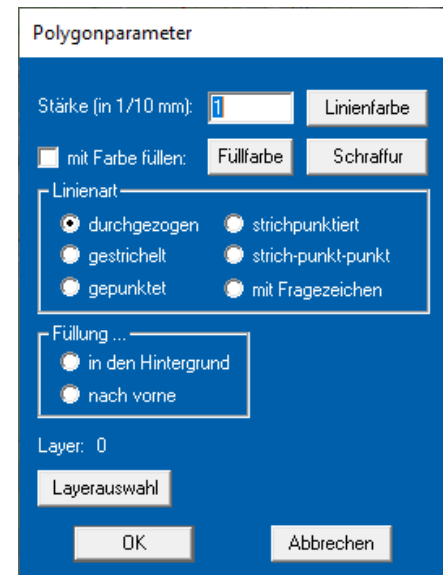 Polygonparameter
Stärke (in 1/10 mm): 1 Linienfarbe
mit Farbe füllen: Füllfarbe Schraffur
Linienart
durchgezogen strichpunktiert
gestrichelt strich-punkt-punkt
gepunktet mit Fragezeichen
Füllung ...
in den Hintergrund
nach vorne
Layer: 0
Layerauswahl
OK Abbrechen